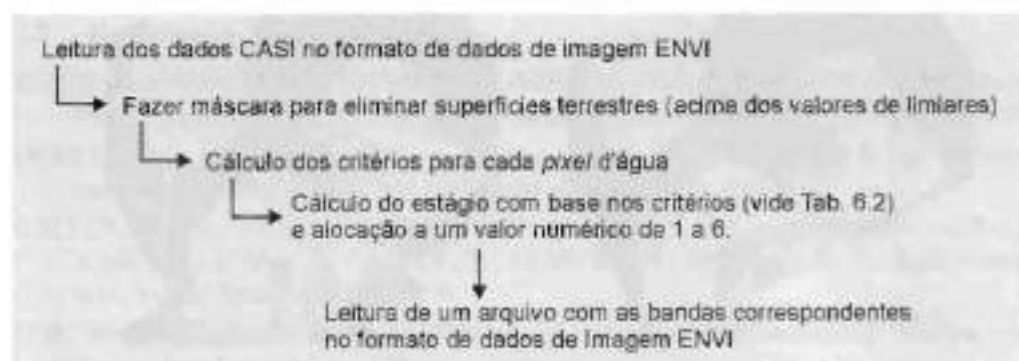 Leitura dos dados CASI no formato de dados de imagem ENVI
Fazer máscara para eliminar superfícies terrestres (acima dos valores de limiares)
Cálculo dos critérios para cada pixel d'água
Cálculo do estágio com base nos critérios (vide Tab. 6.2)
e alocação a um valor numérico de 1 a 6.
Leitura de um arquivo com as bandas correspondentes
no formato de dados de Imagem ENVI